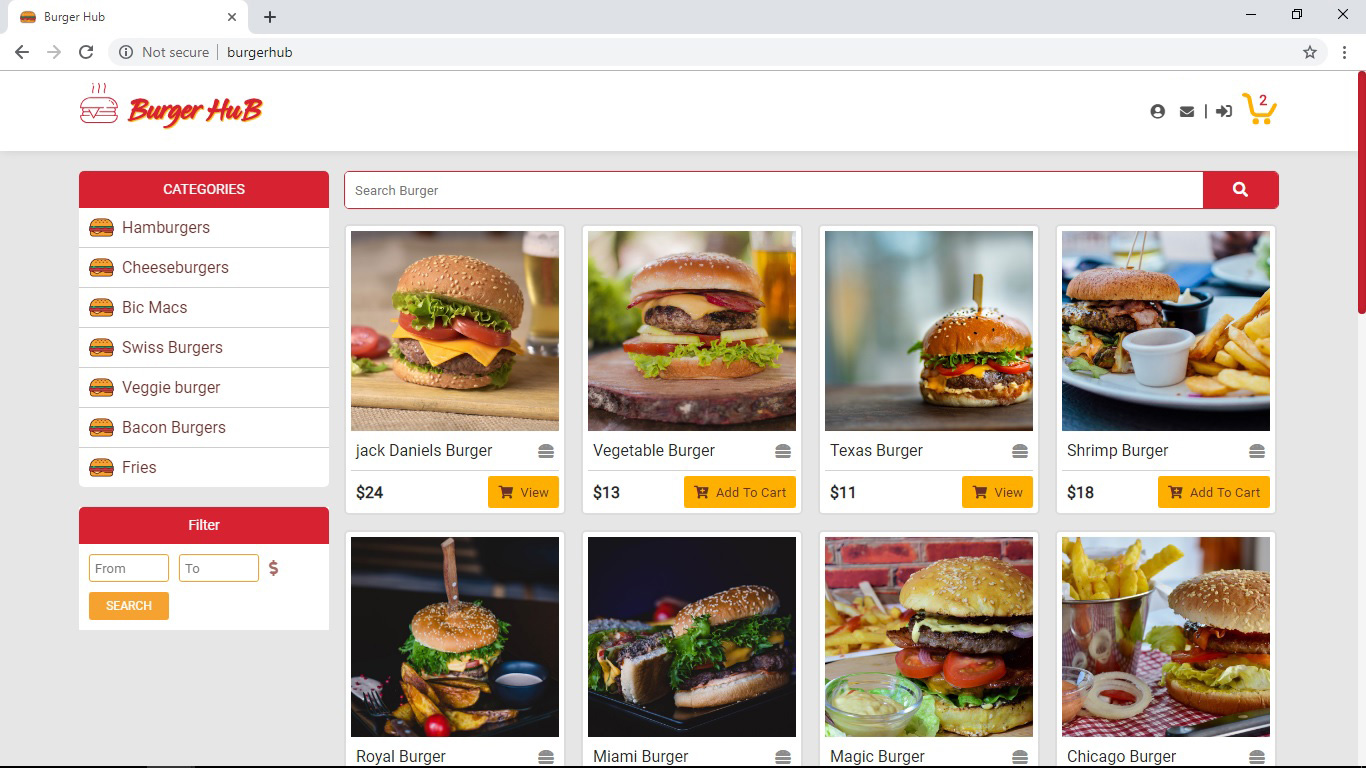 Burger Hub
Not secure | burgerhub
Burger HuB
2
CATEGORIES
Hamburgers
Cheeseburgers
Bic Macs
Swiss Burgers
Veggie burger
Bacon Burgers
Fries
Filter
From To $
SEARCH
Search Burger
jack Daniels Burger
$24 View
Vegetable Burger
$13 Add To Cart
Texas Burger
$11 View
Shrimp Burger
$18 Add To Cart
Royal Burger
Miami Burger
Magic Burger
Chicago Burger